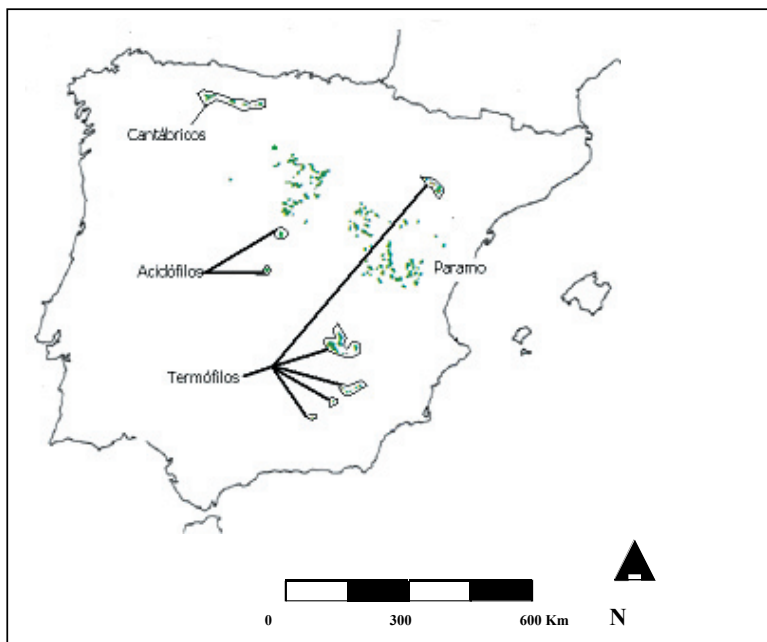 Cantábricos
Acidófilos
Paramo
Termófilos
0 300 600 Km N